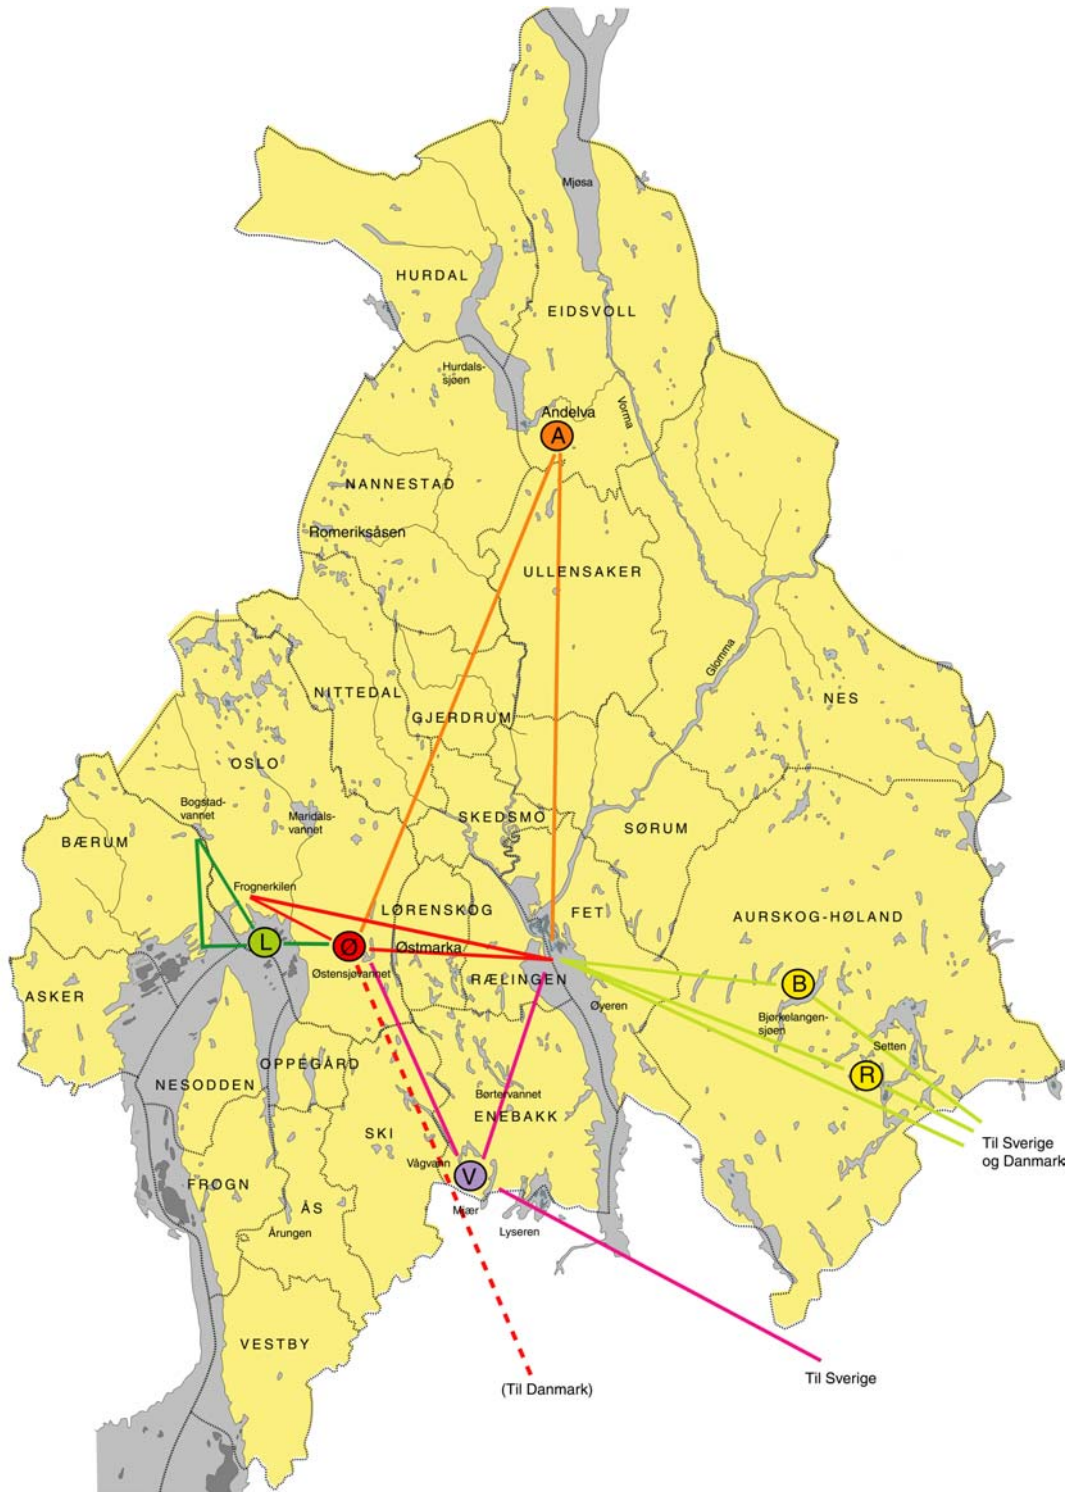 Mjøsa
HURDAL
EIDSVOLL
Hurdals-
sjøen
Andelva
A
Vorma
NANNESTAD
Romeriksåsen
ULLENSAKER
Glomma
NES
NITTEDAL
GJERDRUM
OSLO
Bogstad-
vannet
Maridals-
vannet
SKEDSMO
SØRUM
BÆRUM
Frognerkilen
LØRENSKOG
FET
AURSKOG-HØLAND
L
Ø
Østmarka
Østensjøvannet
RÆLINGEN
ASKER
Øyeren
B
Bjørkelangen-
sjøen
Setten
OPPEGÅRD
NESODDEN
R
Børtervannet
ENEBAKK
SKI
Vågvann
V
Til Sverige
og Danmark
FROGN
ÅS
Mjær
Årungen
Lyseren
VESTBY
Til Sverige
(Til Danmark)